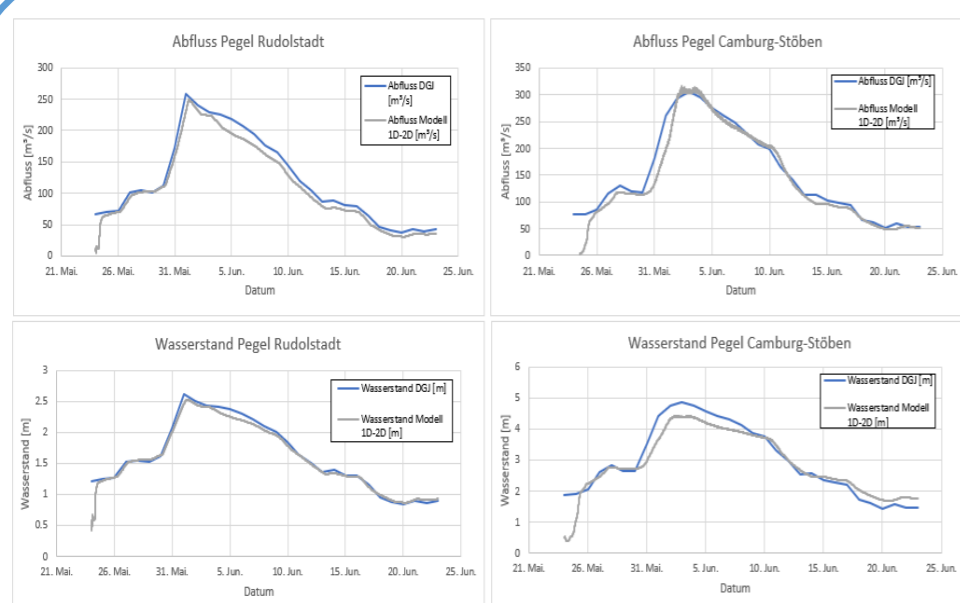 Abfluss Pegel Rudolstadt
300
250
200
150
100
50
0
Abfluss [m³/s]
Abfluss DGJ
[m³/s]
Abfluss Modell
1D-2D [m³/s]
21. Mai.
26. Mai.
31. Mai.
5. Jun.
10. Jun.
15. Jun.
20. Jun.
25. Jun.
Datum
Abfluss Pegel Camburg-Stöben
350
300
250
200
150
100
50
0
Abfluss [m³/s]
Abfluss DGJ [m³/s]
Abfluss Modell
1D-2D [m³/s]
21. Mai.
26. Mai.
31. Mai.
5. Jun.
10. Jun.
15. Jun.
20. Jun.
25. Jun.
Datum
Wasserstand Pegel Rudolstadt
3
2.5
2
1.5
1
0.5
0
Wasserstand [m]
Wasserstand DGJ [m]
Wasserstand Modell
1D-2D [m]
21. Mai.
26. Mai.
31. Mai.
5. Jun.
10. Jun.
15. Jun.
20. Jun.
25. Jun.
Datum
Wasserstand Pegel Camburg-Stöben
6
5
4
3
2
1
0
Wasserstand [m]
Wasserstand DGJ [m]
Wasserstand Modell
1D-2D [m]
21. Mai.
26. Mai.
31. Mai.
5. Jun.
10. Jun.
15. Jun.
20. Jun.
25. Jun.
Datum